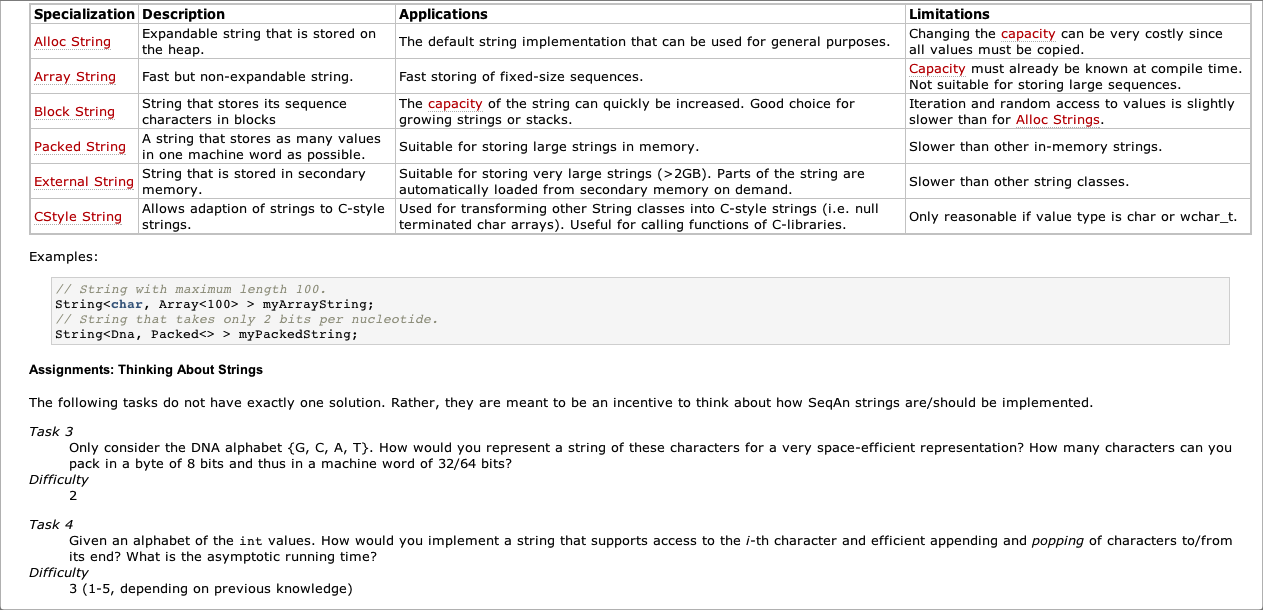 Specialization Description Applications Limitations
Alloc String Expandable string that is stored on the heap. The default string implementation that can be used for general purposes. Changing the capacity can be very costly since all values must be copied.
Array String Fast but non-expandable string. Fast storing of fixed-size sequences. Capacity must already be known at compile time. Not suitable for storing large sequences.
Block String String that stores its sequence characters in blocks The capacity of the string can quickly be increased. Good choice for growing strings or stacks. Iteration and random access to values is slightly slower than for Alloc Strings.
Packed String A string that stores as many values in one machine word as possible. Suitable for storing large strings in memory. Slower than other in-memory strings.
External String String that is stored in secondary memory. Suitable for storing very large strings (>2GB). Parts of the string are automatically loaded from secondary memory on demand. Slower than other string classes.
CStyle String Allows adaption of strings to C-style strings. Used for transforming other String classes into C-style strings (i.e. null terminated char arrays). Useful for calling functions of C-libraries. Only reasonable if value type is char or wchar_t.
Examples:
// String with maximum length 100.
String<char, Array<100> > myArrayString;
// String that takes only 2 bits per nucleotide.
String<Dna, Packed<> > myPackedString;
Assignments: Thinking About Strings
The following tasks do not have exactly one solution. Rather, they are meant to be an incentive to think about how SeqAn strings are/should be implemented.
Task 3
Only consider the DNA alphabet {G, C, A, T}. How would you represent a string of these characters for a very space-efficient representation? How many characters can you
pack in a byte of 8 bits and thus in a machine word of 32/64 bits?
Difficulty
2
Task 4
Given an alphabet of the int values. How would you implement a string that supports access to the i-th character and efficient appending and popping of characters to/from
its end? What is the asymptotic running time?
Difficulty
3 (1-5, depending on previous knowledge)